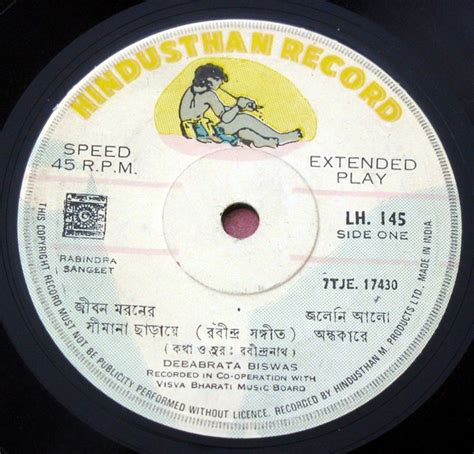 HINDUSTHAN RECORD
SPEED
45 R.P.M.
EXTENDED
PLAY
LH. 145
SIDE ONE
RABINDRA
SANGEET
7TJE. 17430
জীবন মরনের
সীমানা ছাড়ায়ে
( রবীন্দ্র সঙ্গীত )
জলেনি আলো
অন্ধকারে
( কথা ও সুর : রবীন্দ্রনাথ )
DEBABRATA BISWAS
RECORDED IN CO-OPERATION WITH
VISVA BHARATI MUSIC BOARD
THIS COPYRIGHT RECORD MUST NOT BE PUBLICITY PERFORMED WITHOUT LICENCE. RECORDED BY HINDUSTHAN M. PRODUCTS LTD. MADE IN INDIA